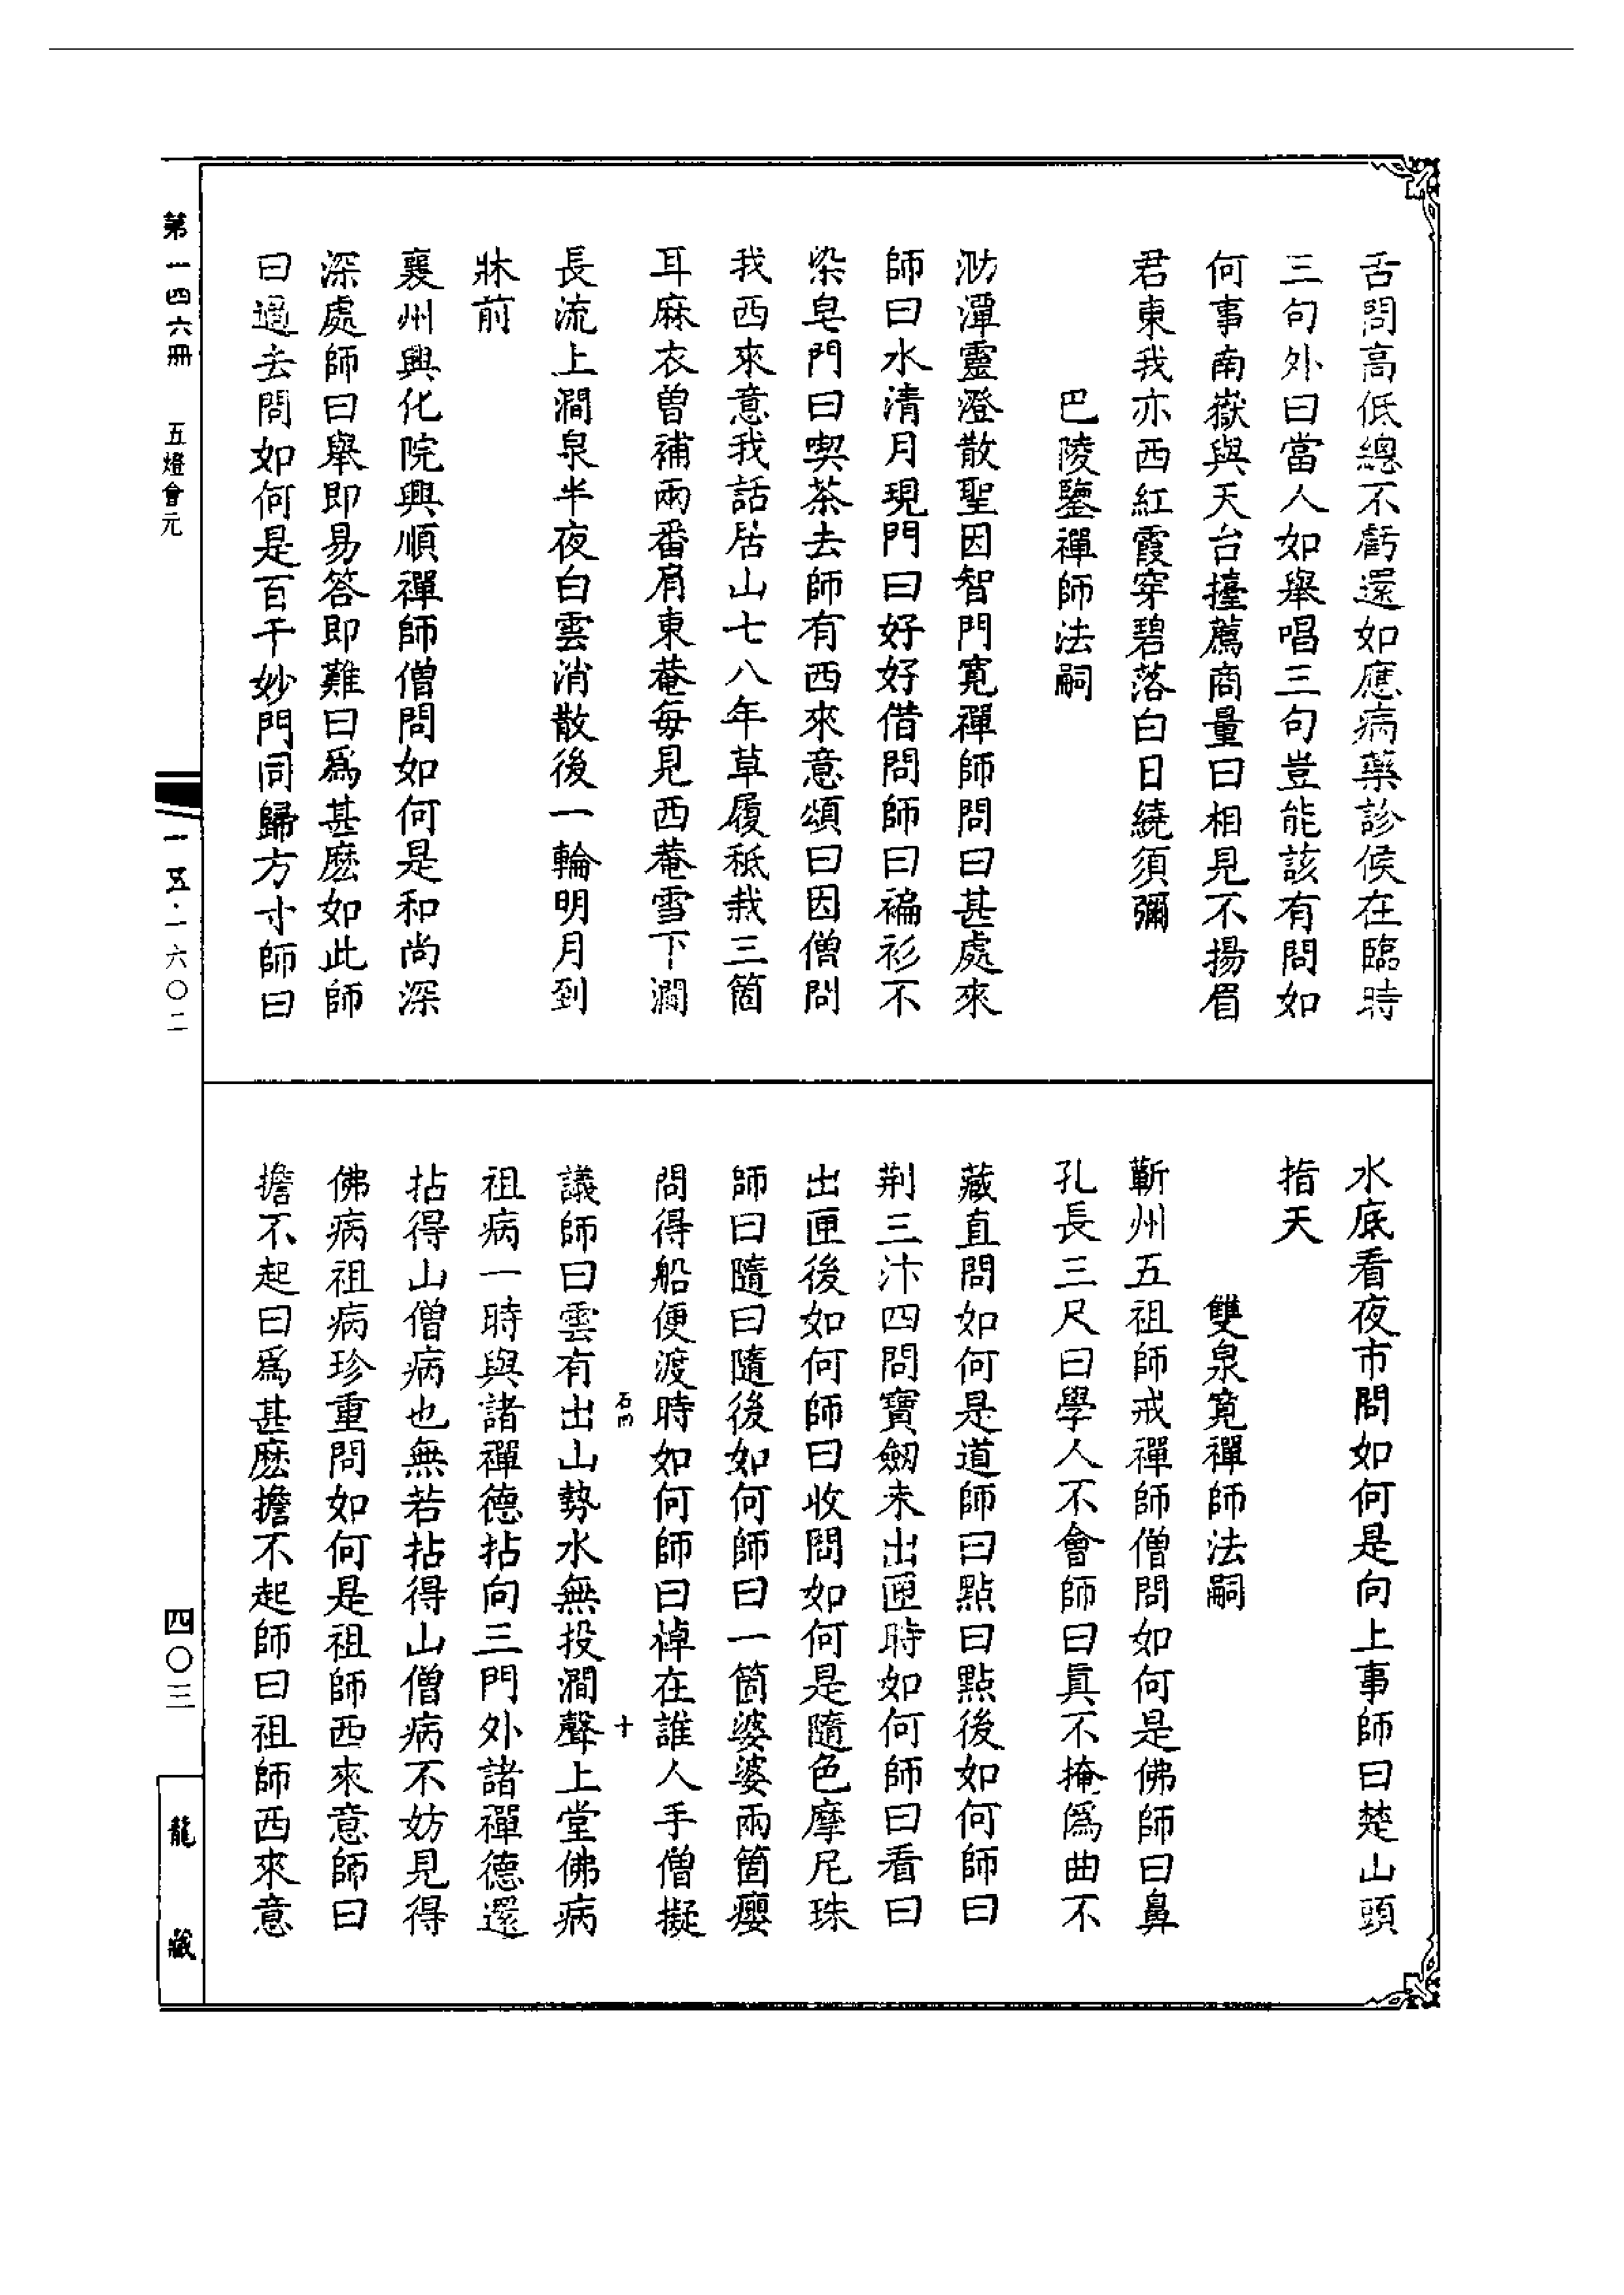 舌問高低總不虧還如應病藥診候在臨時
三句外曰當人如舉唱三句豈能該有問如
何事南嶽與天台擡薦商量曰相見不揚眉
君東我亦西紅霞穿碧落白日繞須彌
巴陵鑒禪師法嗣
泐潭靈澄散聖因智門寬禪師問曰甚處來
師曰水清月現門曰好好借問師曰褊衫不
染皂門曰喫茶去師有西來意頌曰因僧問
我西來意我話居山七八年草履秖栽三箇
耳麻衣曾補兩番肩東菴每見西菴雪下澗
長流上澗泉半夜白雲消散後一輪明月到
牀前
襄州興化院興順禪師僧問如何是和尚深
深處師曰舉即易答即難曰爲甚麽如此師
曰過去問如何是百千妙門同歸方寸師曰
水底看夜市問如何是向上事師曰楚山頭
指天
雙泉寬禪師法嗣
蘄州五祖師戒禪師僧問如何是佛師曰鼻
孔長三尺曰學人不會師曰眞不掩僞曲不
藏直問如何是道師曰點曰點後如何師曰
荆三汴四問寶劔未出匣時如何師曰看曰
出匣後如何師曰收問如何是隨色摩尼珠
師曰隨曰隨後如何師曰一箇婆婆兩箇癭
問得船便渡時如何師曰棹在誰人手僧擬
議師曰雲有出山勢水無投澗聲上堂佛病
祖病一時與諸禪德拈向三門外諸禪德還
拈得山僧病也無若拈得山僧病不妨見得
佛病祖病珍重問如何是祖師西來意師曰
擔不起曰爲甚麽擔不起師曰祖師西來意
十
第一四六冊
五燈會元
一五·一六〇二
四〇三
龍藏